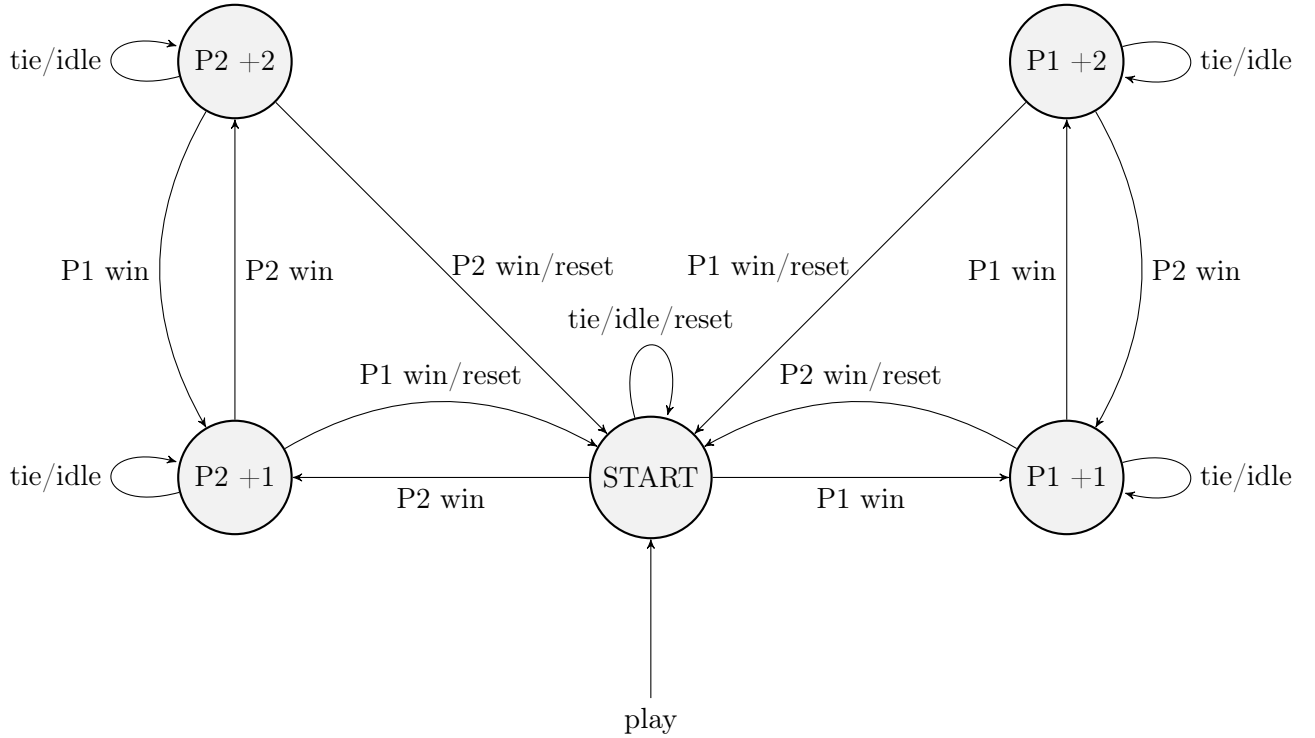 tie/idle
P2 +2
P1 +2
tie/idle
P1 win
P2 win
P2 win/reset
P1 win/reset
P1 win
P2 win
tie/idle/reset
P1 win/reset
P2 win/reset
tie/idle
P2 +1
P2 win
START
P1 win
P1 +1
tie/idle
play